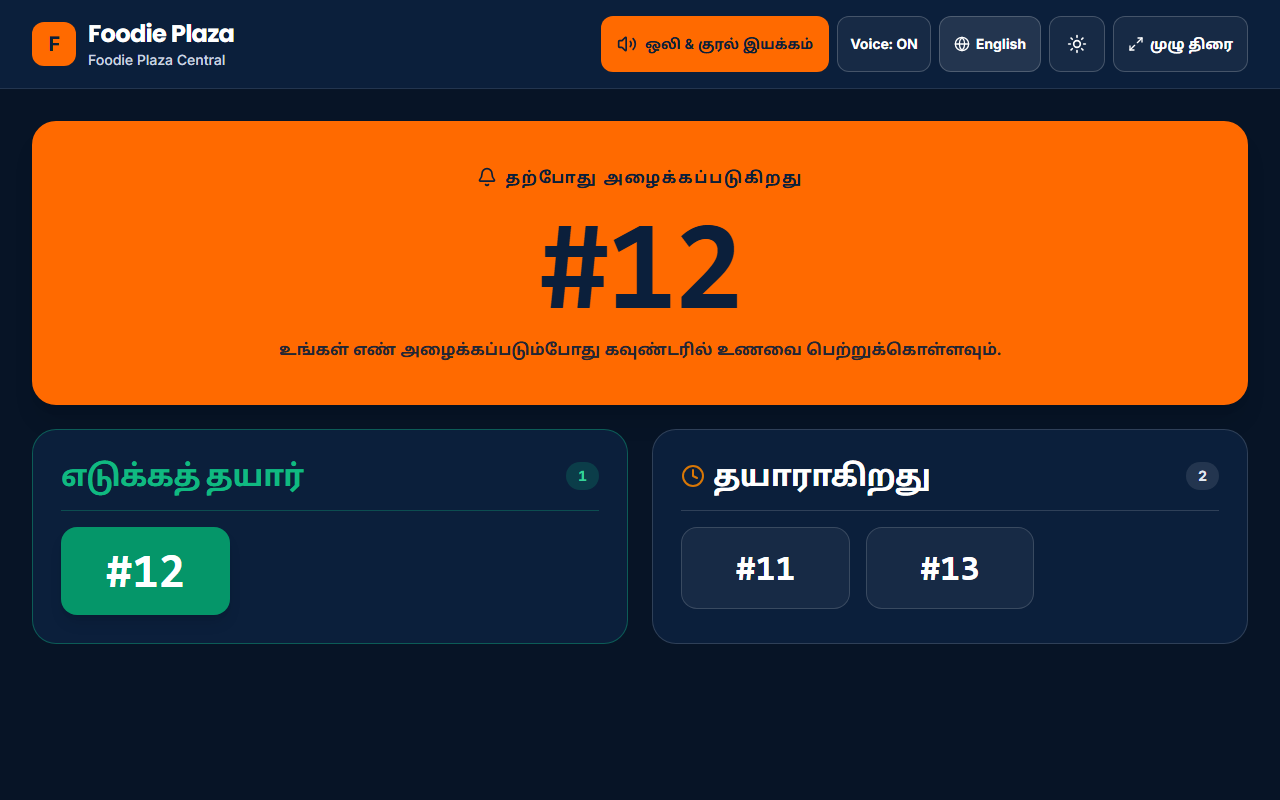 F
Foodie Plaza
Foodie Plaza Central
ஒலி & குரல் இயக்கம்
Voice: ON
English
முழு திரை
தற்போது அழைக்கப்படுகிறது
#12
உங்கள் எண் அழைக்கப்படும்போது கவுண்டரில் உணவை பெற்றுக்கொள்ளவும்.
எடுக்கத் தயார்
1
#12
தயாராகிறது
2
#11
#13